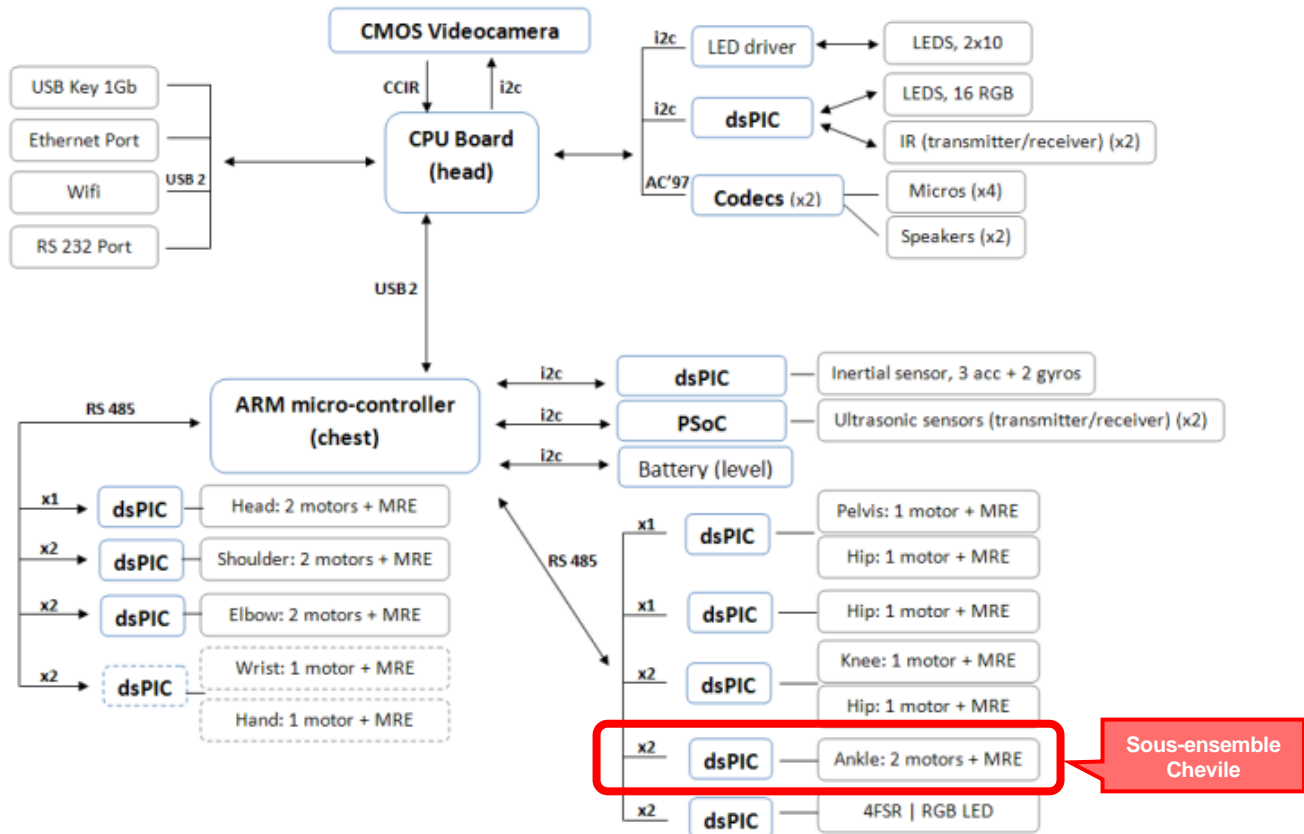 CMOS Videocamera
CCIR
i2c
CPU Board
(head)
USB Key 1Gb
Ethernet Port
Wifi
RS 232 Port
USB 2
i2c
LED driver
LEDS, 2x10
i2c
dsPIC
LEDS, 16 RGB
IR (transmitter/receiver) (x2)
AC'97
Codecs (x2)
Micros (x4)
Speakers (x2)
USB 2
ARM micro-controller
(chest)
i2c
dsPIC
Inertial sensor, 3 acc + 2 gyros
i2c
PSoC
Ultrasonic sensors (transmitter/receiver) (x2)
i2c
Battery (level)
RS 485
x1
dsPIC
Head: 2 motors + MRE
x2
dsPIC
Shoulder: 2 motors + MRE
x2
dsPIC
Elbow: 2 motors + MRE
x2
dsPIC
Wrist: 1 motor + MRE
Hand: 1 motor + MRE
RS 485
x1
dsPIC
Pelvis: 1 motor + MRE
Hip: 1 motor + MRE
x1
dsPIC
Hip: 1 motor + MRE
x2
dsPIC
Knee: 1 motor + MRE
Hip: 1 motor + MRE
x2
dsPIC
Ankle: 2 motors + MRE
Sous-ensemble
Chevile
x2
dsPIC
4FSR | RGB LED